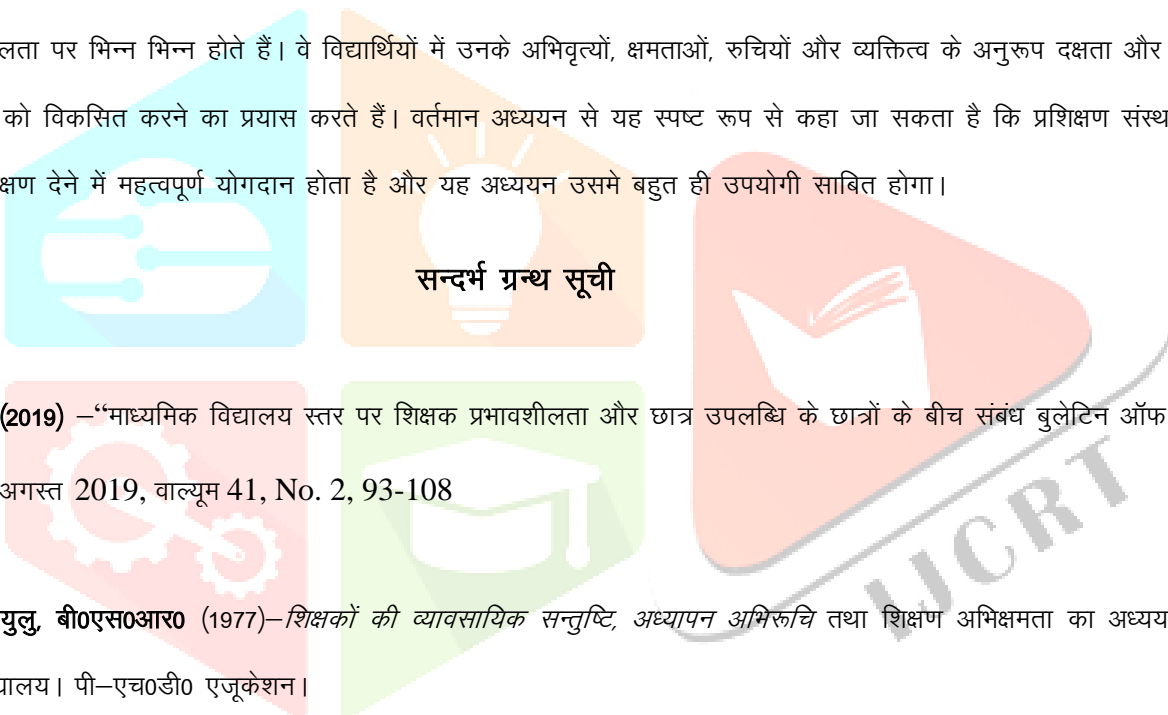 लता पर भिन्न भिन्न होते हैं। वे विद्यार्थियों में उनके अभिवृत्यों, क्षमताओं, रुचियों और व्यक्तित्व के अनुरूप दक्षता और
को विकसित करने का प्रयास करते हैं। वर्तमान अध्ययन से यह स्पष्ट रूप से कहा जा सकता है कि प्रशिक्षण संस्थ
क्षण देने में महत्वपूर्ण योगदान होता है और यह अध्ययन उसमे बहुत ही उपयोगी साबित होगा।
सन्दर्भ ग्रन्थ सूची
(2019) –“माध्यमिक विद्यालय स्तर पर शिक्षक प्रभावशीलता और छात्र उपलब्धि के छात्रों के बीच संबंध बुलेटिन ऑफ
अगस्त 2019, वाल्यूम 41, No. 2, 93-108
युलु, बी0एस0आर0 (1977)–शिक्षकों की व्यावसायिक सन्तुष्टि, अध्यापन अभिरूचि तथा शिक्षण अभिक्षमता का अध्यय
यालय। पी–एच0डी0 एजूकेशन।
IJCRT